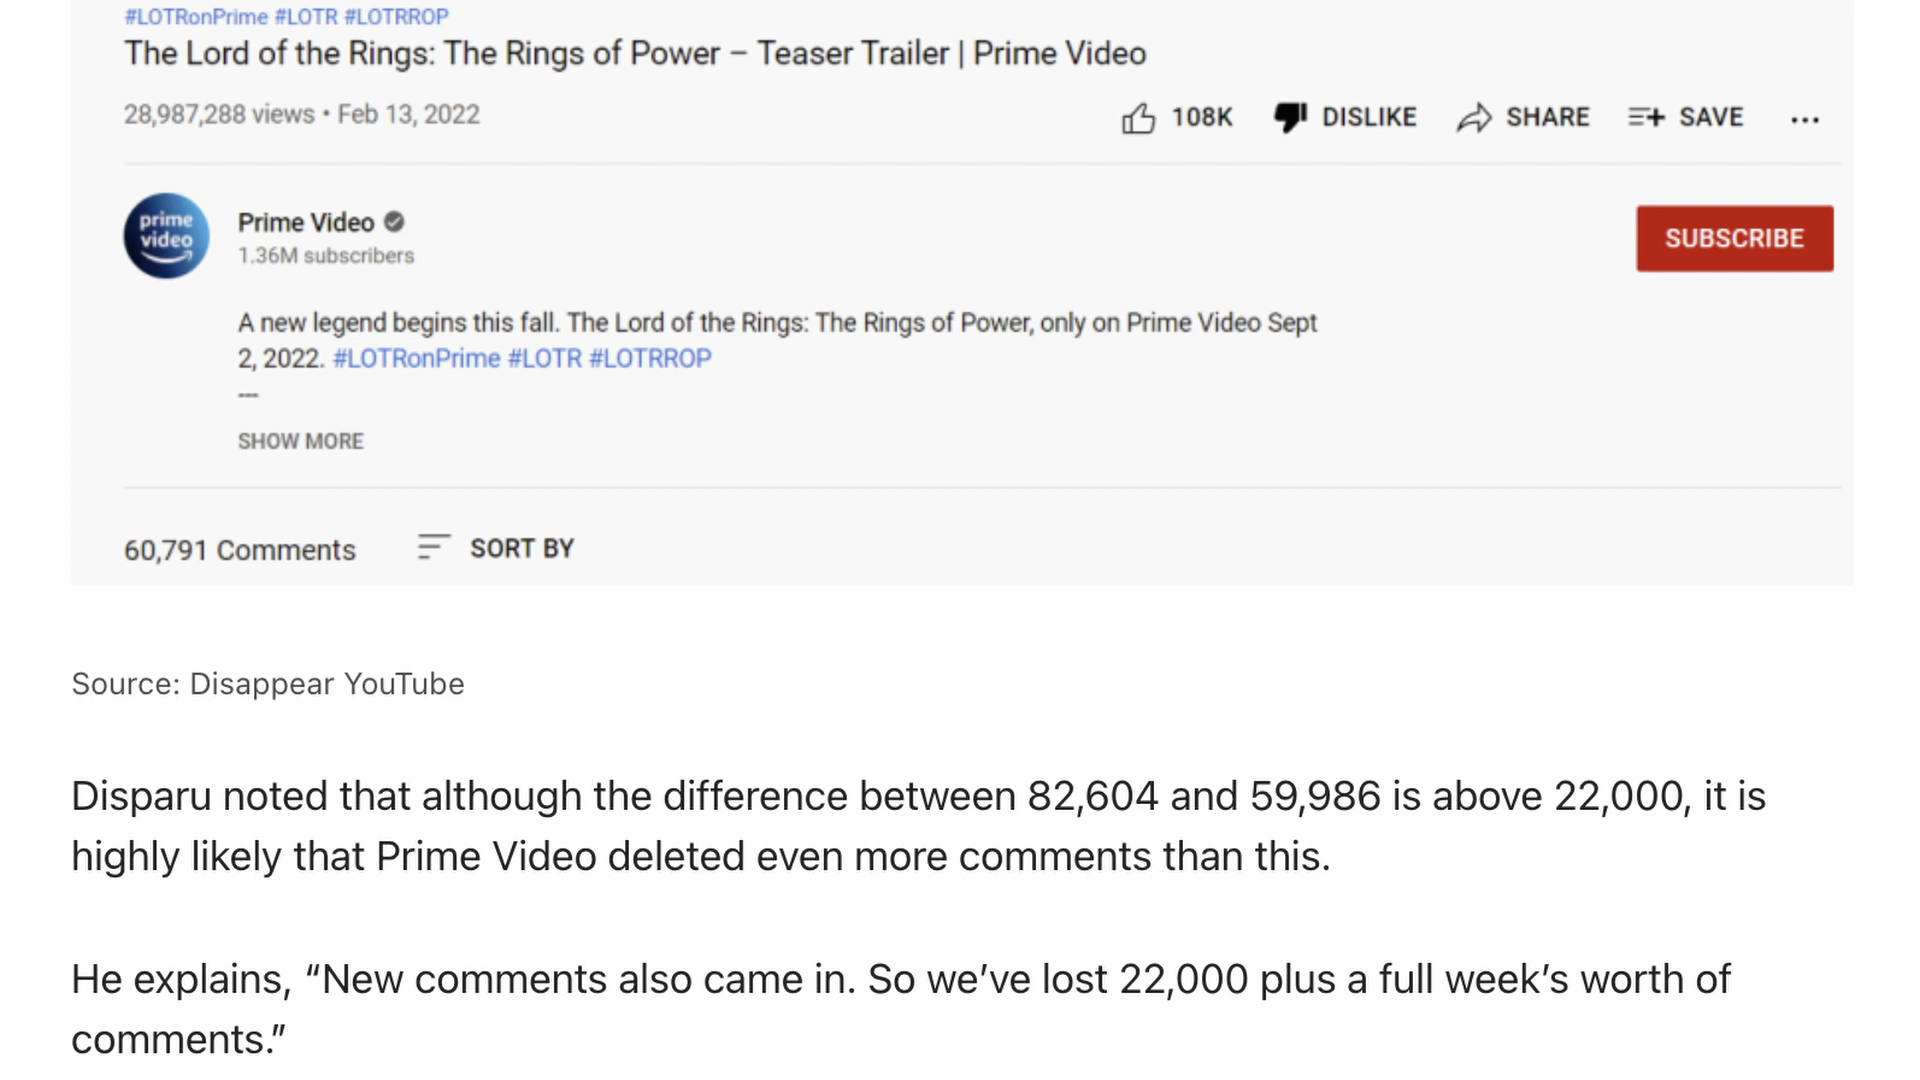 #LOTRonPrime #LOTR #LOTRROP
The Lord of the Rings: The Rings of Power – Teaser Trailer | Prime Video
28,987,288 views • Feb 13, 2022
108K DISLIKE SHARE SAVE ...
prime
video
Prime Video
1.36M subscribers
SUBSCRIBE
A new legend begins this fall. The Lord of the Rings: The Rings of Power, only on Prime Video Sept
2, 2022. #LOTRonPrime #LOTR #LOTRROP
---
SHOW MORE
60,791 Comments SORT BY
Source: Disappear YouTube
Disparu noted that although the difference between 82,604 and 59,986 is above 22,000, it is
highly likely that Prime Video deleted even more comments than this.
He explains, “New comments also came in. So we’ve lost 22,000 plus a full week’s worth of
comments.”